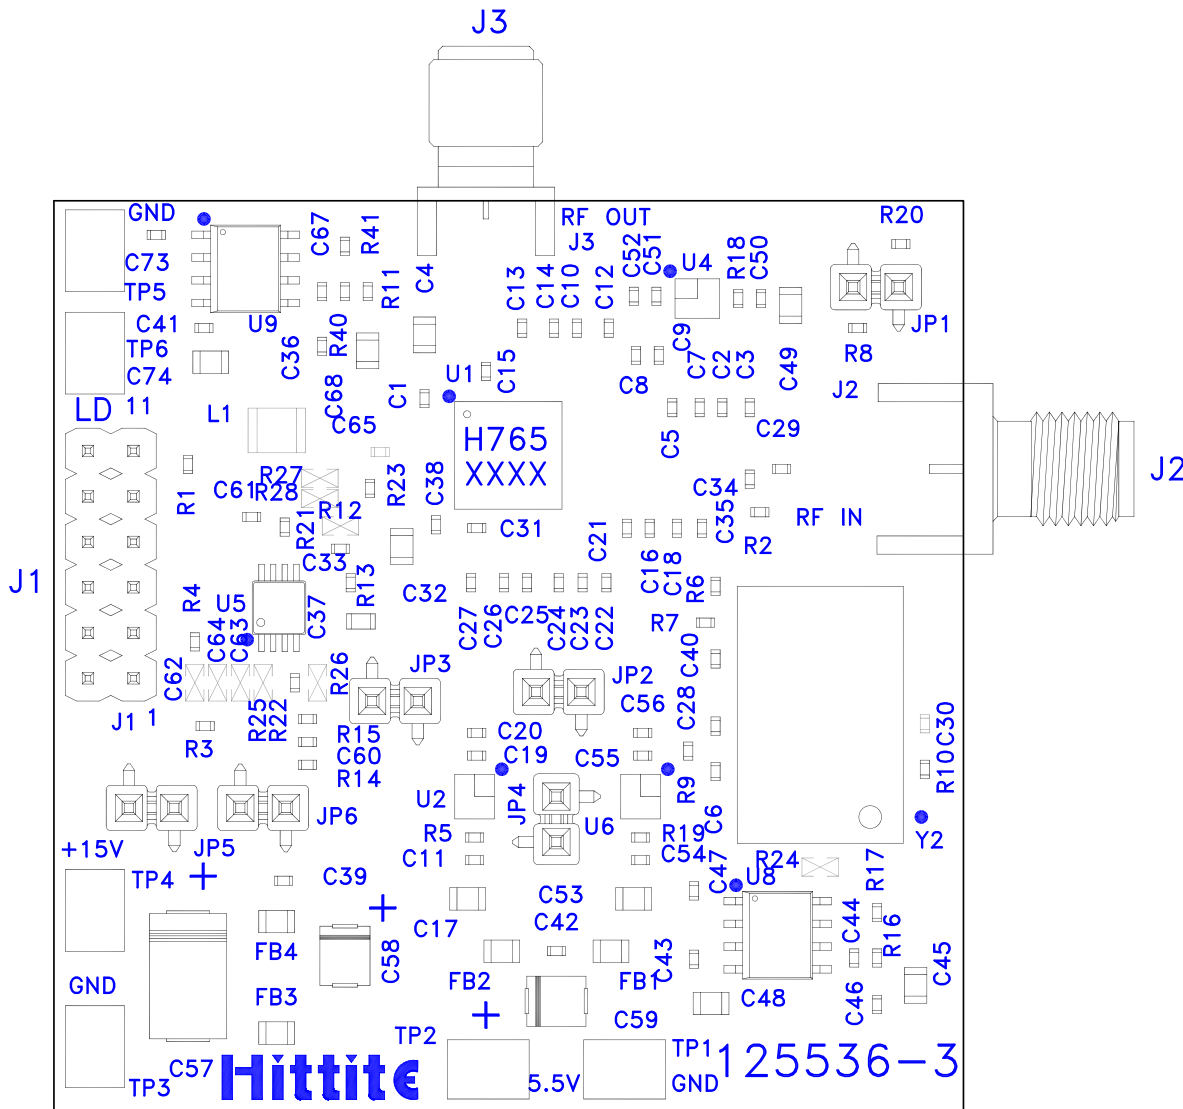 J3
GND
RF OUT
J3
R20
C67
R41
C52
C51
U4
R18
C50
C73
TP5
C4
R11
C13
C14
C10
C12
C41
U9
R40
C36
JP1
TP6
C9
R8
C74
C68
U1
C15
C8
C7
C2
C3
C49
J2
LD 11
L1
C65
C1
C5
C29
H765
XXXX
J2
R1
R27
R28
C61
R12
R23
C38
C34
C35
RF IN
R21
C31
C21
R2
C33
J1
R4
U5
C37
R13
C32
C16
C18
R6
C64
C63
C27
C26
C25
C24
C23
C22
R7
C62
R26
JP3
JP2
C40
J1 1
R25
R22
C56
C28
C30
R3
R15
C20
C60
C19
C55
R14
R9
R10
U2
JP4
U6
C6
JP6
JP5
R5
R19
Y2
+15V
C11
C54
C47
R24
U8
R17
TP4
+
C39
+
C53
C17
C42
C44
R16
FB4
C58
C43
C45
GND
FB2
FB1
FB3
+
C48
C46
C59
TP2
TP1
125536-3
C57
Hittite
TP3
5.5V
GND